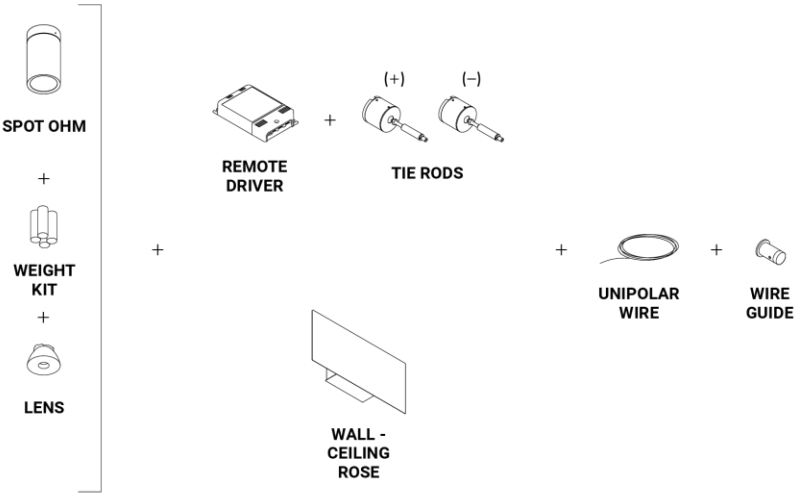 SPOT OHM
+
WEIGHT
KIT
+
LENS
+
REMOTE
DRIVER
+
(+) (−)
TIE RODS
WALL -
CEILING
ROSE
+
UNIPOLAR
WIRE
+
WIRE
GUIDE